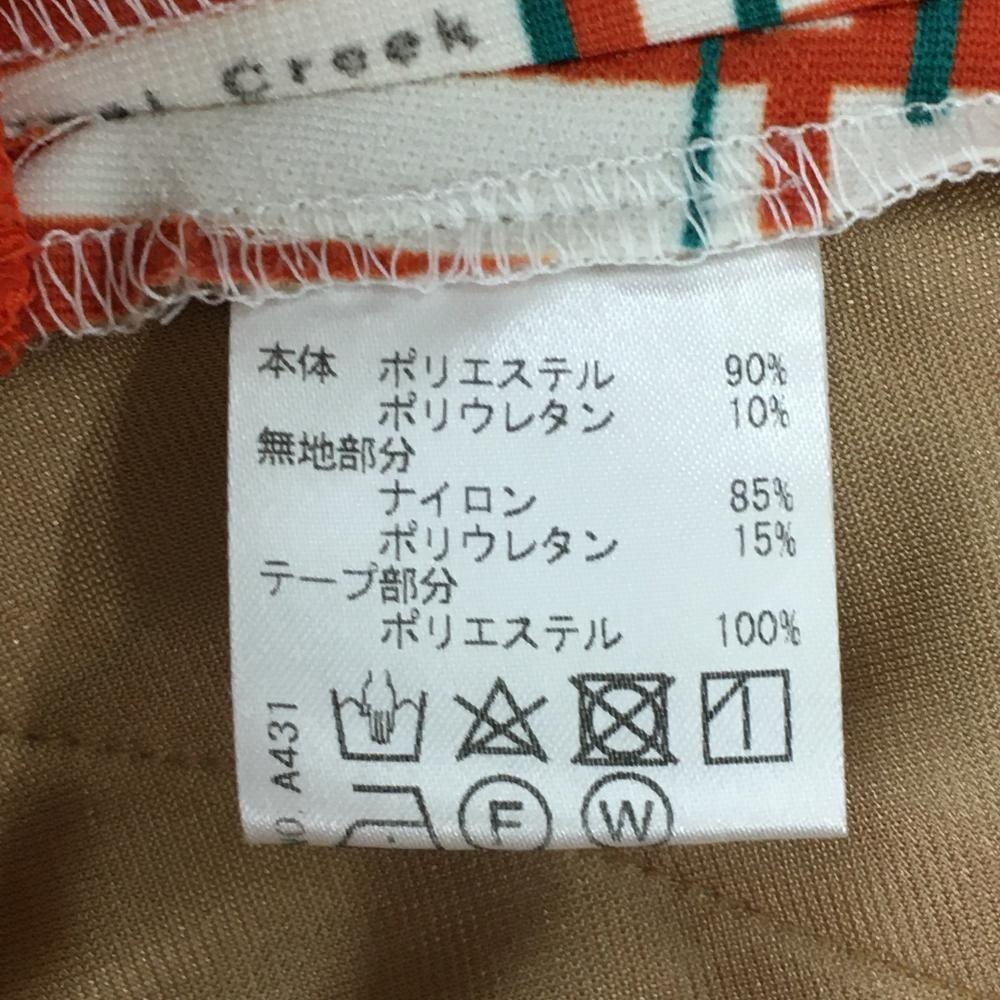 Creek
本体 ポリエステル 90%
ポリウレタン 10%
無地部分
ナイロン 85%
ポリウレタン 15%
テープ部分
ポリエステル 100%
A431
F W